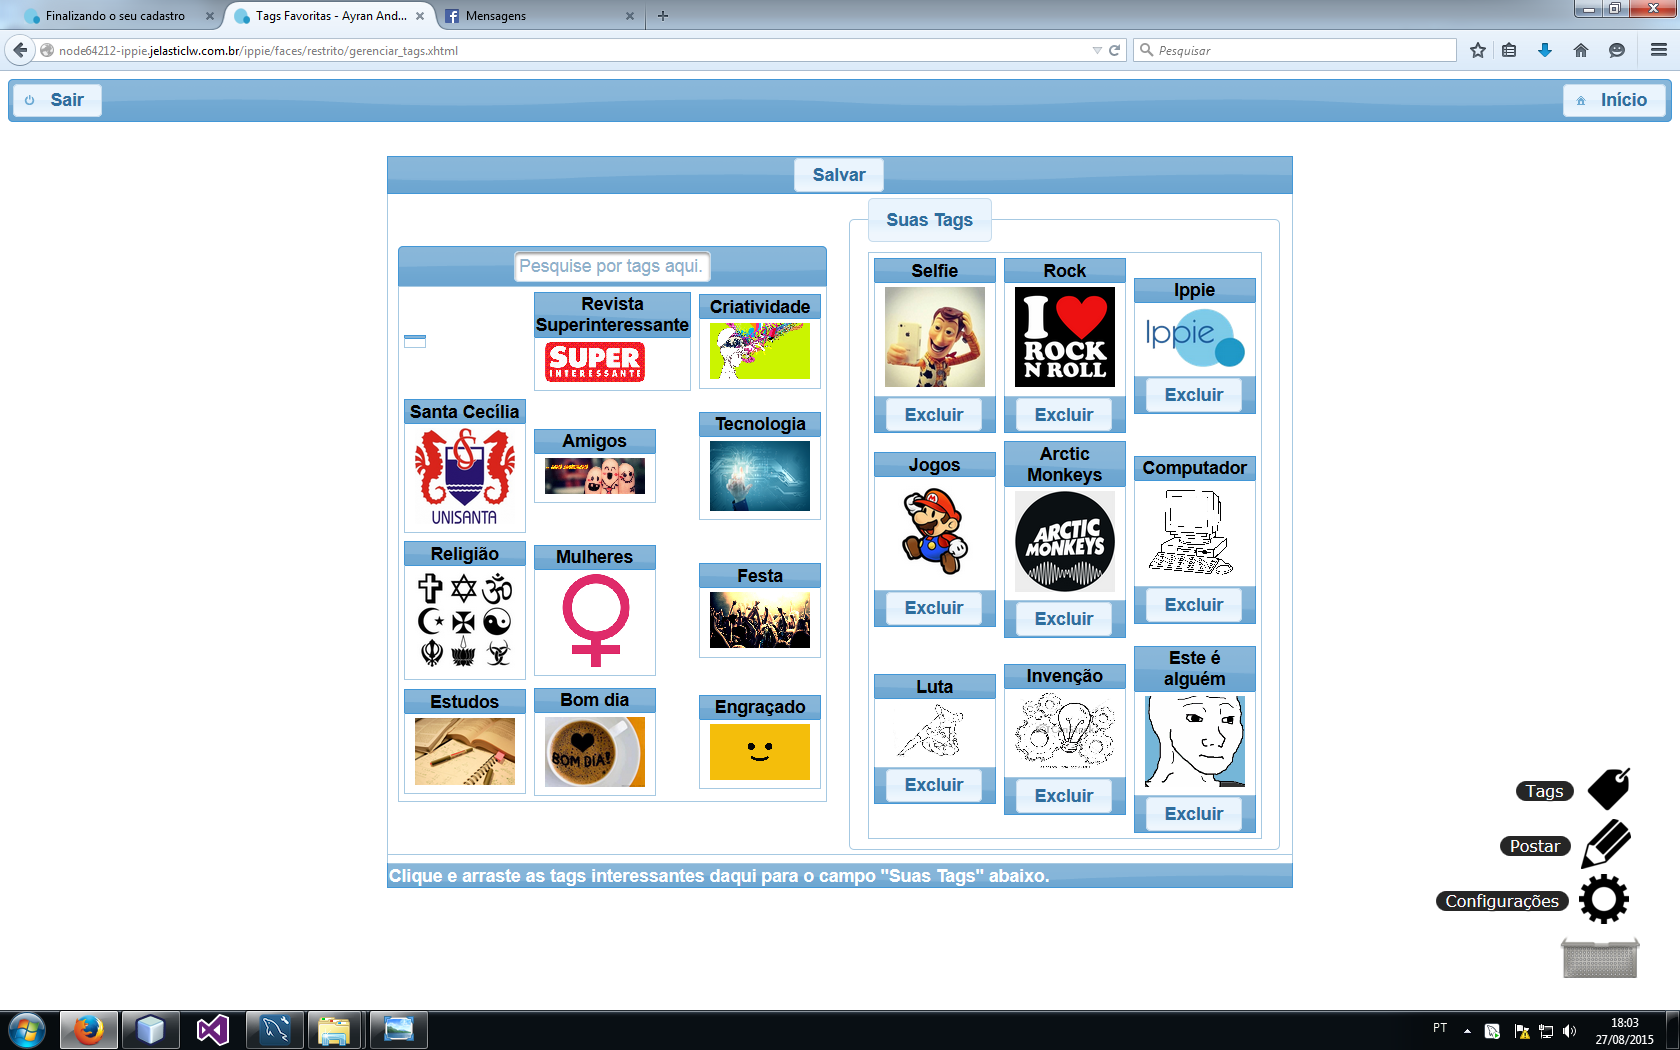 Finalizando o seu cadastro
Tags Favoritas - Ayran And...
Mensagens
node64212-ippie.jelasticlw.com.br/ippie/faces/restrito/gerenciar_tags.xhtml
Pesquisar
Sair
Início
Salvar
Pesquise por tags aqui.
Revista
Superinteressante
SUPER
INTERESSANTE
Criatividade
Santa Cecília
UNISANTA
Amigos
Tecnologia
Religião
Mulheres
Festa
Estudos
Bom dia
BOM DIA!
Engraçado
Suas Tags
Selfie
Excluir
Rock
I
ROCK
N ROLL
Excluir
Ippie
Ippie
Excluir
Jogos
Excluir
Arctic
Monkeys
ARCTIC
MONKEYS
Excluir
Computador
Excluir
Luta
Excluir
Invenção
Excluir
Este é
alguém
Excluir
Clique e arraste as tags interessantes daqui para o campo "Suas Tags" abaixo.
Tags
Postar
Configurações
PT
18:03
27/08/2015